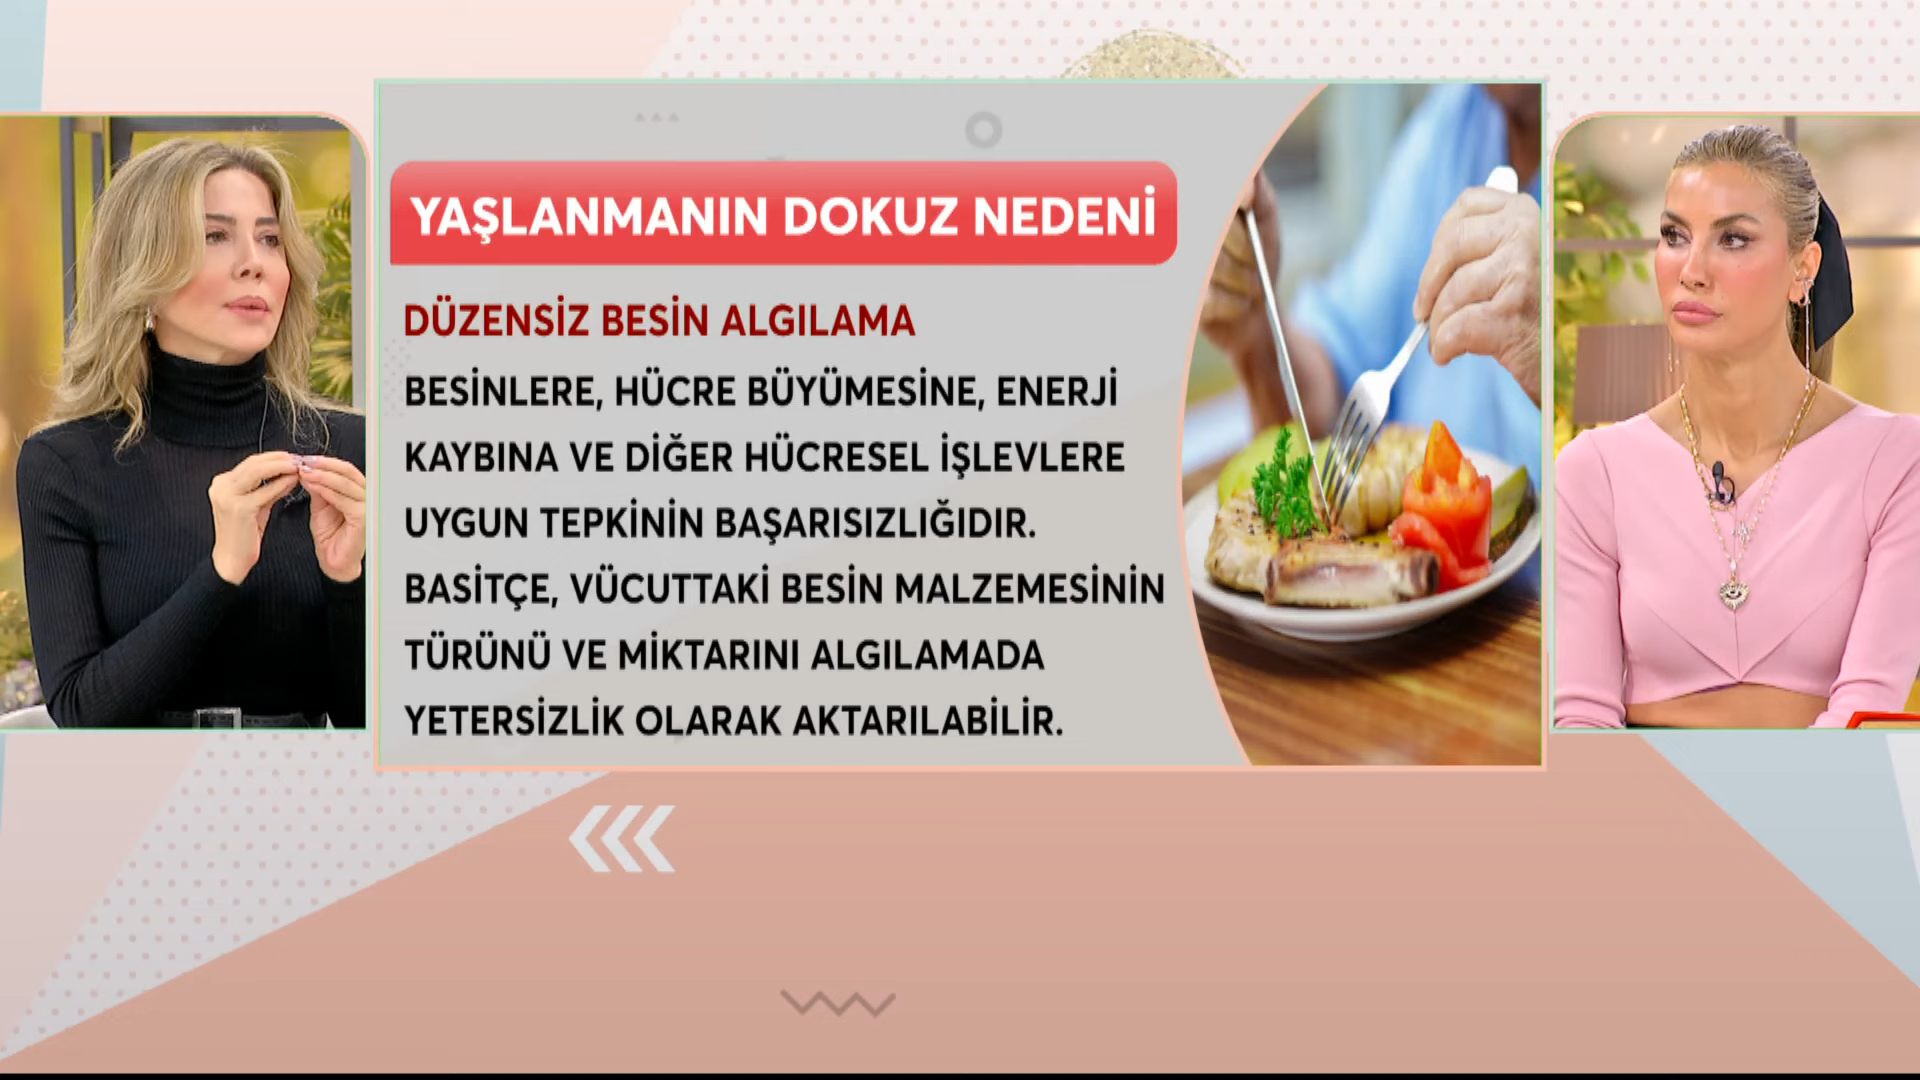 YAŞLANMANIN DOKUZ NEDENİ
DÜZENSİZ BESİN ALGILAMA
BESİNLERE, HÜCRE BÜYÜMESİNE, ENERJİ
KAYBINA VE DİĞER HÜCRESEL İŞLEVLERE
UYGUN TEPKİNİN BAŞARISIZLIĞIDIR.
BASİTÇE, VÜCUTTAKİ BESİN MALZEMESİNİN
TÜRÜNÜ VE MİKTARINI ALGILAMADA
YETERSİZLİK OLARAK AKTARILABİLİR.